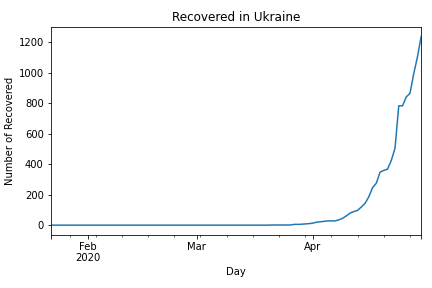 Recovered in Ukraine
Number of Recovered
1200
1000
800
600
400
200
0
Feb
2020
Mar
Apr
Day